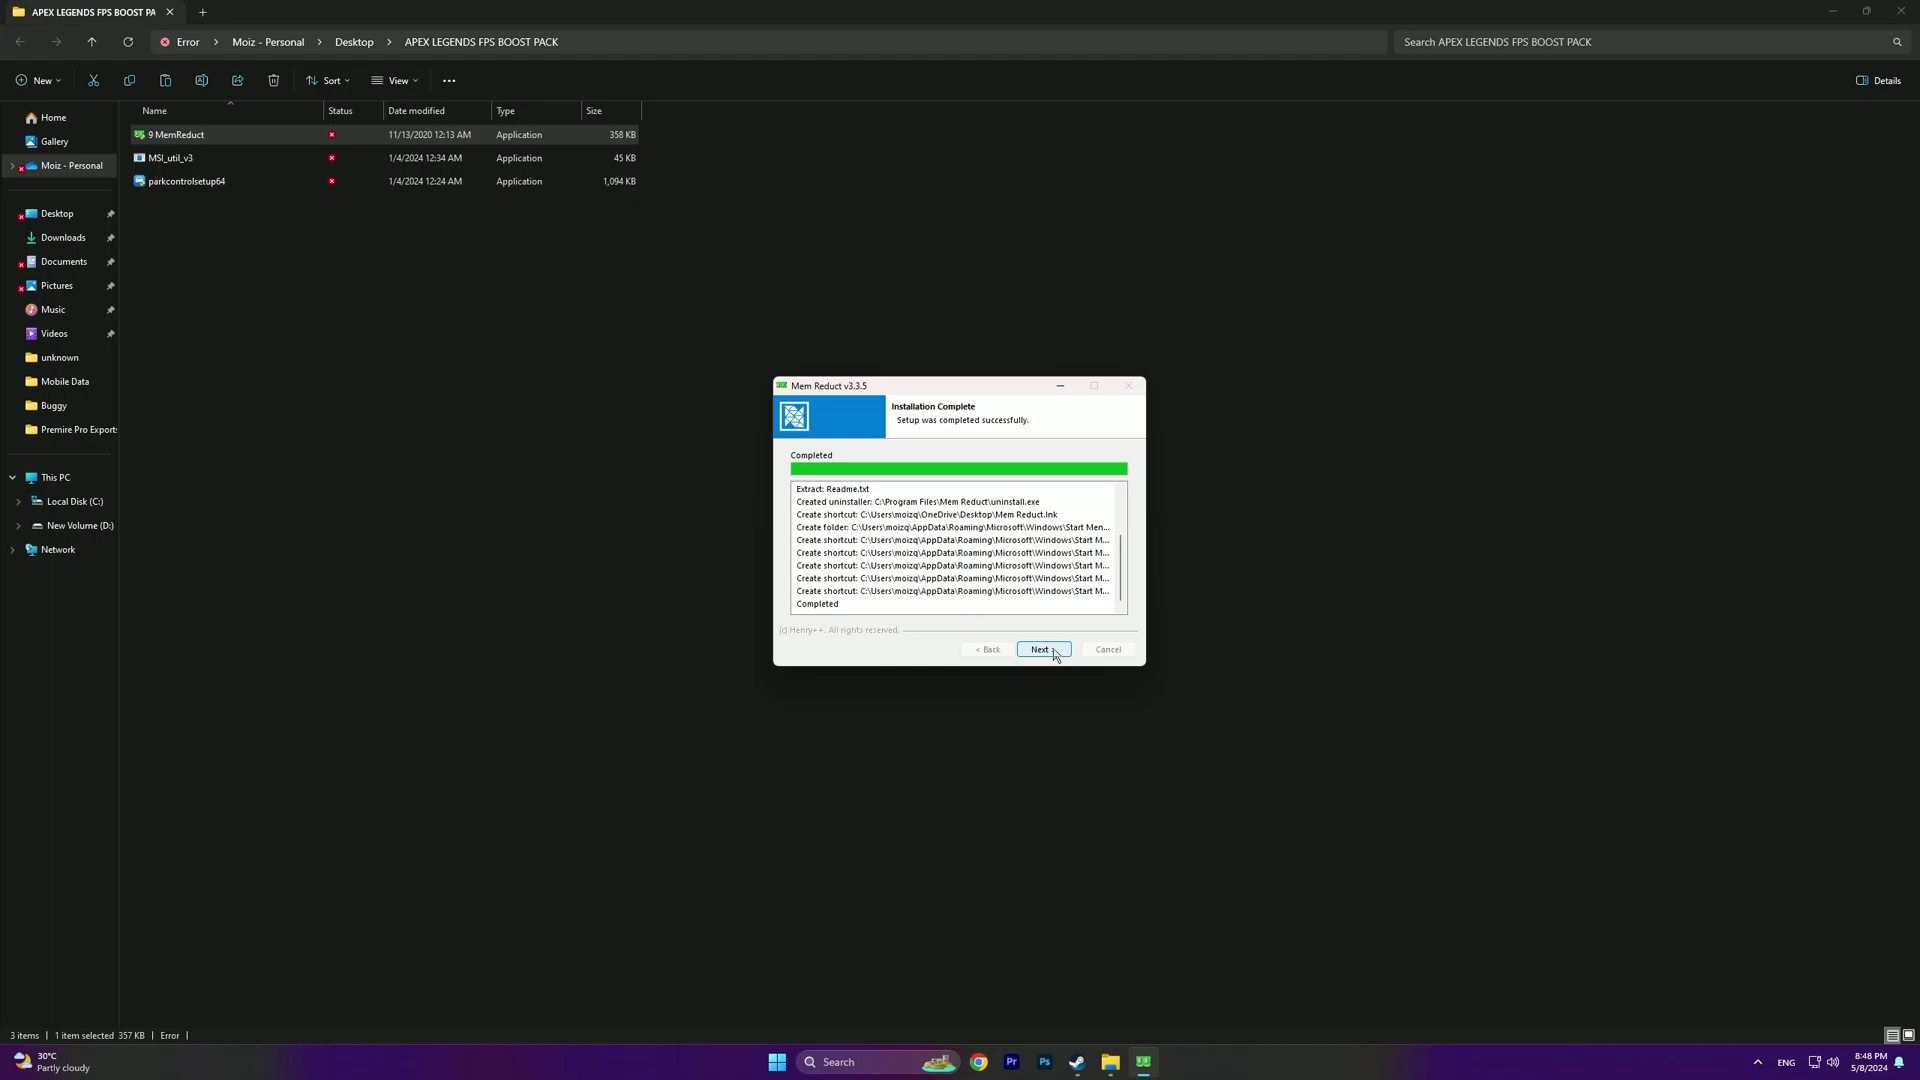 APEX LEGENDS FPS BOOST PA
Error > Moiz - Personal > Desktop > APEX LEGENDS FPS BOOST PACK
Search APEX LEGENDS FPS BOOST PACK
New
Sort
View
Details
Name Status Date modified Type Size
9 MemReduct 11/13/2020 12:13 AM Application 358 KB
MSI_util_v3 1/4/2024 12:34 AM Application 45 KB
parkcontrolsetup64 1/4/2024 12:24 AM Application 1,094 KB
Home
Gallery
Moiz - Personal
Desktop
Downloads
Documents
Pictures
Music
Videos
unknown
Mobile Data
Buggy
Premire Pro Exports
This PC
Local Disk (C:)
New Volume (D:)
Network
Mem Reduct v3.3.5
Installation Complete
Setup was completed successfully.
Completed
Extract: Readme.txt
Created uninstaller: C:\Program Files\Mem Reduct\uninstall.exe
Create shortcut: C:\Users\moizq\OneDrive\Desktop\Mem Reduct.lnk
Create folder: C:\Users\moizq\AppData\Roaming\Microsoft\Windows\Start Men...
Create shortcut: C:\Users\moizq\AppData\Roaming\Microsoft\Windows\Start M...
Create shortcut: C:\Users\moizq\AppData\Roaming\Microsoft\Windows\Start M...
Create shortcut: C:\Users\moizq\AppData\Roaming\Microsoft\Windows\Start M...
Create shortcut: C:\Users\moizq\AppData\Roaming\Microsoft\Windows\Start M...
Create shortcut: C:\Users\moizq\AppData\Roaming\Microsoft\Windows\Start M...
Completed
(c) Henry++. All rights reserved.
< Back Next > Cancel
3 items | 1 item selected 357 KB | Error |
30°C
Partly cloudy
Search
Pr
Ps
ENG
8:48 PM
5/8/2024